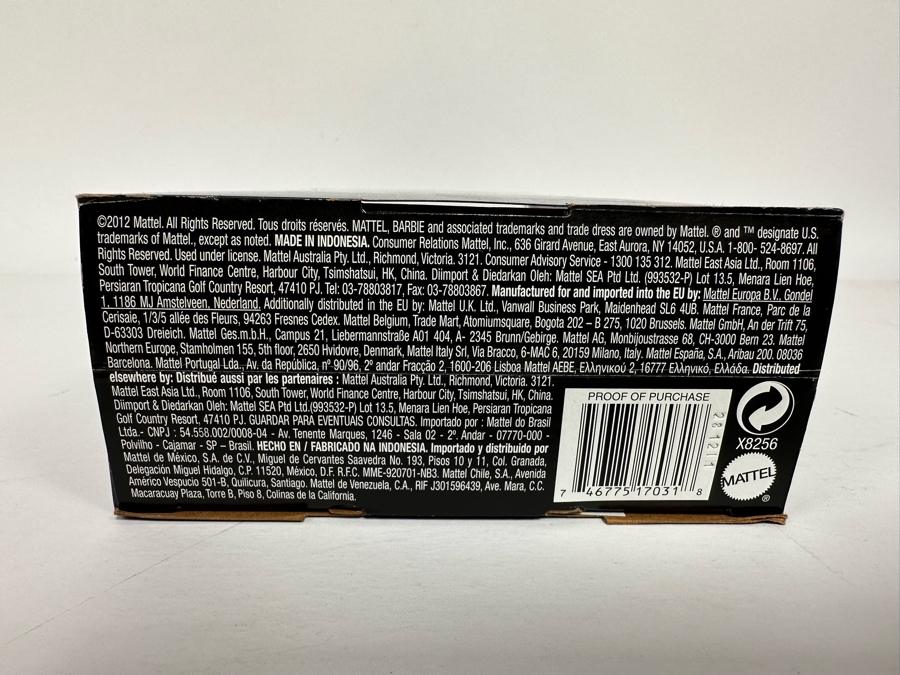 ©2012 Mattel. All Rights Reserved. Tous droits réservés. MATTEL, BARBIE and associated trademarks and trade dress are owned by Mattel. ® and ™ designate U.S.
trademarks of Mattel., except as noted. MADE IN INDONESIA. Consumer Relations Mattel, Inc., 636 Girard Avenue, East Aurora, NY 14052, U.S.A. 1-800- 524-8697. All
Rights Reserved. Used under license. Mattel Australia Pty. Ltd., Richmond, Victoria. 3121. Consumer Advisory Service - 1300 135 312. Mattel East Asia Ltd., Room 1106,
South Tower, World Finance Centre, Harbour City, Tsimshatsui, HK, China. Diimport & Diedarkan Oleh: Mattel SEA Ptd Ltd. (993532-P) Lot 13.5, Menara Lien Hoe,
Persiaran Tropicana Golf Country Resort, 47410 PJ. Tel: 03-78803817, Fax: 03-78803867. Manufactured for and imported into the EU by: Mattel Europa B.V., Gondel
1, 1186 MJ Amstelveen, Nederland. Additionally distributed in the EU by: Mattel U.K. Ltd., Vanwall Business Park, Maidenhead SL6 4UB. Mattel France, Parc de la
Cerisaie, 1/3/5 allée des Fleurs, 94263 Fresnes Cedex. Mattel Belgium, Trade Mart, Atomiumsquare, Bogota 202 – B 275, 1020 Brussels. Mattel GmbH, An der Trift 75,
D-63303 Dreieich. Mattel Ges.m.b.H., Campus 21, Liebermannstraße A01 404, A- 2345 Brunn/Gebirge. Mattel AG, Monbijoustrasse 68, CH-3000 Bern 23. Mattel
Northern Europe, Stamholmen 155, 5th floor, 2650 Hvidovre, Denmark, Mattel Italy Srl, Via Bracco, 6-MAC 6, 20159 Milano, Italy. Mattel España, S.A., Aribau 200. 08036
Barcelona. Mattel Portugal Lda., Av. da República, nº 90/96, 2º andar Fracção 2, 1600-206 Lisboa Mattel AEBE, Ελληνικού 2, 16777 Ελληνικό, Ελλάδα. Distributed
elsewhere by: Distribué aussi par les partenaires : Mattel Australia Pty. Ltd., Richmond, Victoria. 3121.
Mattel East Asia Ltd., Room 1106, South Tower, World Finance Centre, Harbour City, Tsimshatsui, HK, China.
Diimport & Diedarkan Oleh: Mattel SEA Ptd Ltd.(993532-P) Lot 13.5, Menara Lien Hoe, Persiaran Tropicana
Golf Country Resort, 47410 PJ. GUARDAR PARA EVENTUAIS CONSULTAS. Importado por : Mattel do Brasil
Ltda.- CNPJ : 54.558.002/0008-04 - Av. Tenente Marques, 1246 - Sala 02 - 2º. Andar - 07770-000 -
Polvilho - Cajamar - SP – Brasil. HECHO EN / FABRICADO NA INDONESIA. Importado y distribuido por
Mattel de México, S.A. de C.V., Miguel de Cervantes Saavedra No. 193, Pisos 10 y 11, Col. Granada,
Delegación Miguel Hidalgo, C.P. 11520, México, D.F. R.F.C. MME-920701-NB3. Mattel Chile, S.A., Avenida
Américo Vespucio 501-B, Quilicura, Santiago. Mattel de Venezuela, C.A., RIF J301596439, Ave. Mara, C.C.
Macaracuay Plaza, Torre B, Piso 8, Colinas de la California.
PROOF OF PURCHASE
7 46775 17031 8
X8256
MATTEL
®